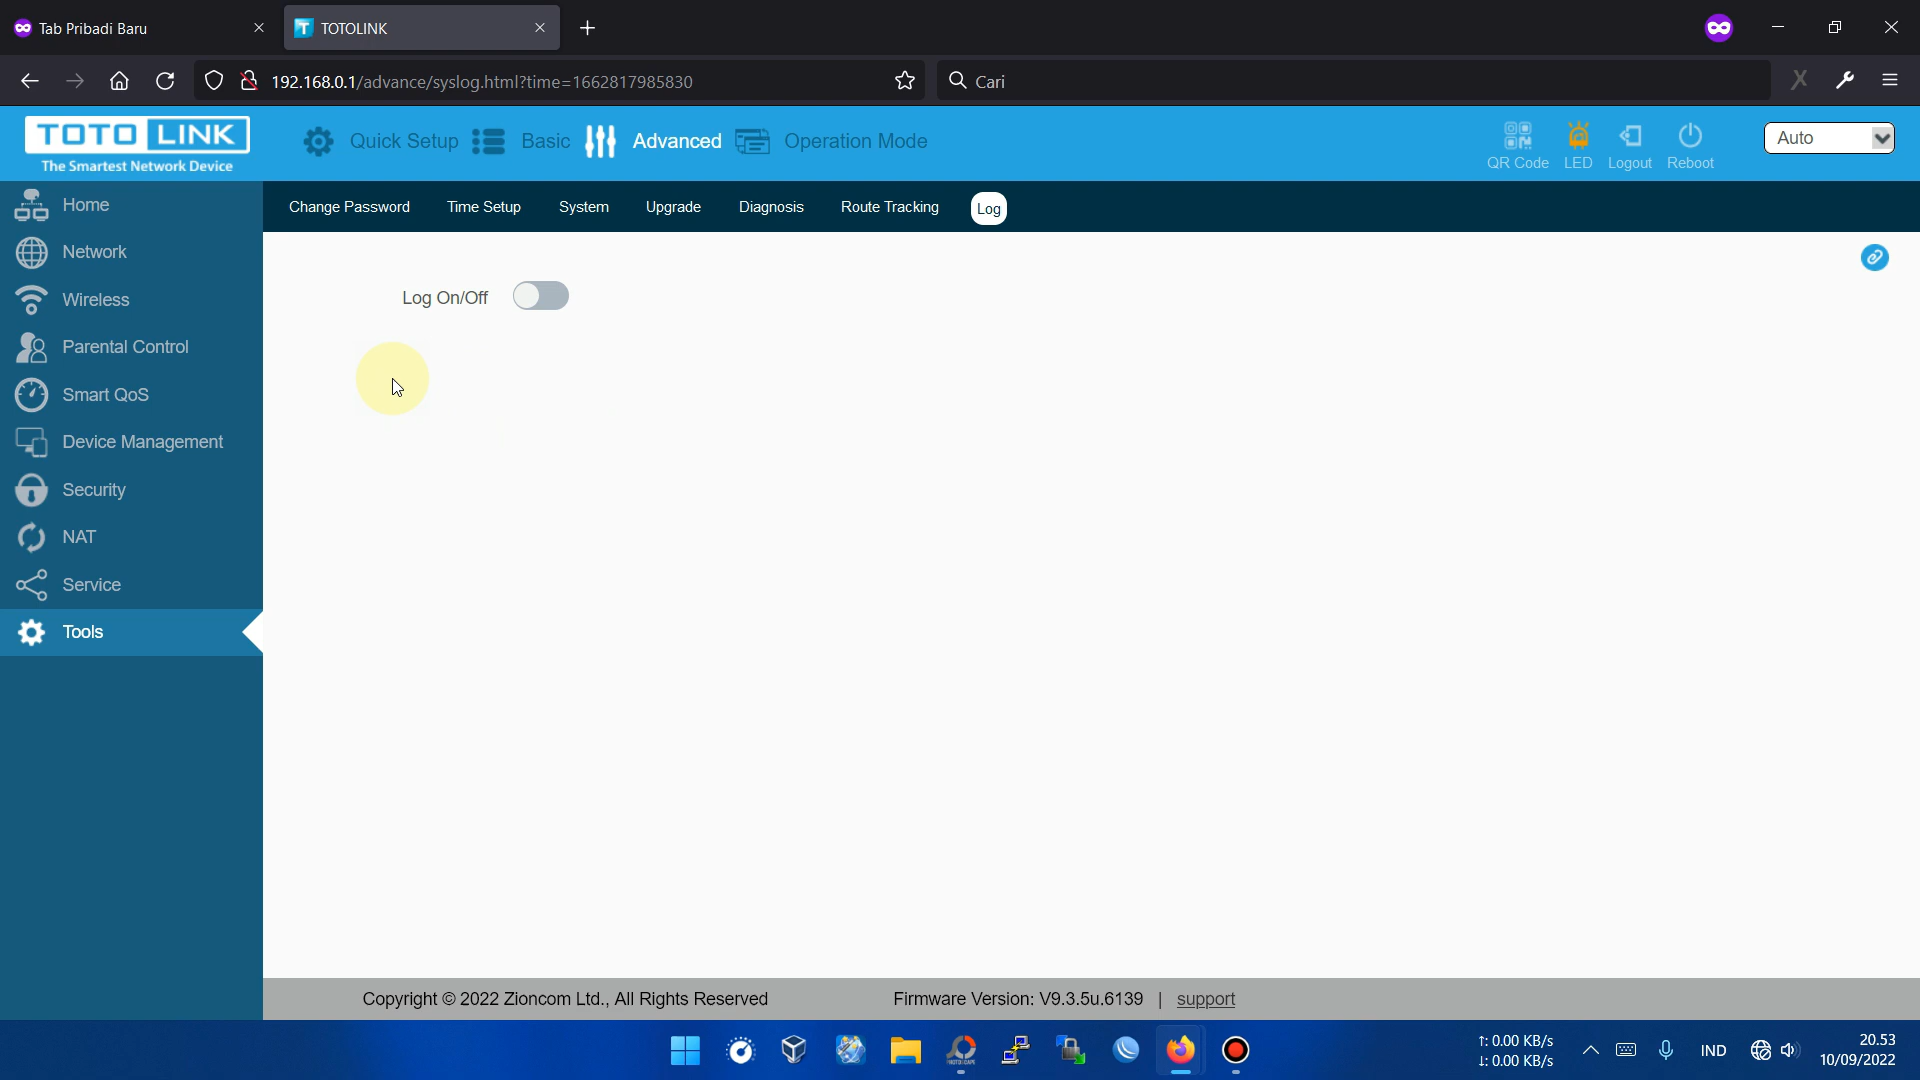 Tab Pribadi Baru
TOTOLINK
192.168.0.1/advance/syslog.html?time=1662817985830
Cari
TOTO LINK
The Smartest Network Device
Quick Setup
Basic
Advanced
Operation Mode
QR Code
LED
Logout
Reboot
Auto
Home
Network
Wireless
Parental Control
Smart QoS
Device Management
Security
NAT
Service
Tools
Change Password
Time Setup
System
Upgrade
Diagnosis
Route Tracking
Log
Log On/Off
Copyright © 2022 Zioncom Ltd., All Rights Reserved
Firmware Version: V9.3.5u.6139 | support
↑: 0.00 KB/s
↓: 0.00 KB/s
IND
20.53
10/09/2022